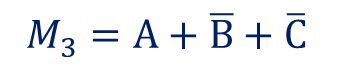 M₃ = A + B̅ + C̅